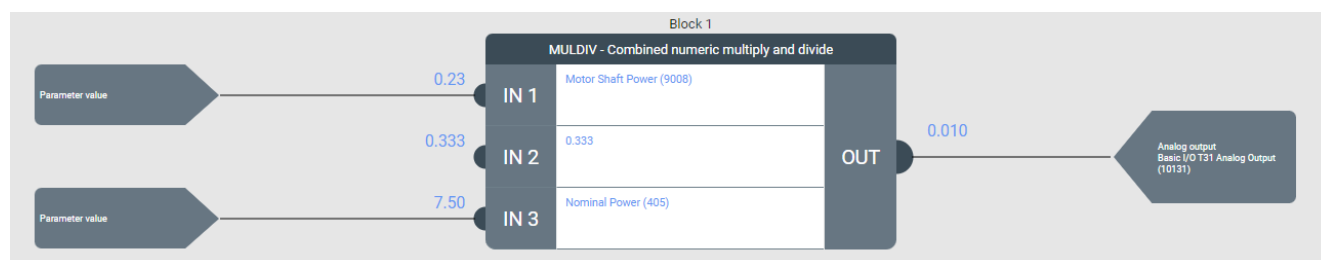 Block 1
MULDIV - Combined numeric multiply and divide
Parameter value
0.23
IN 1
Motor Shaft Power (9008)
0.333
IN 2
0.333
OUT
0.010
Analog output
Basic I/O T31 Analog Output
(10131)
Parameter value
7.50
IN 3
Nominal Power (405)